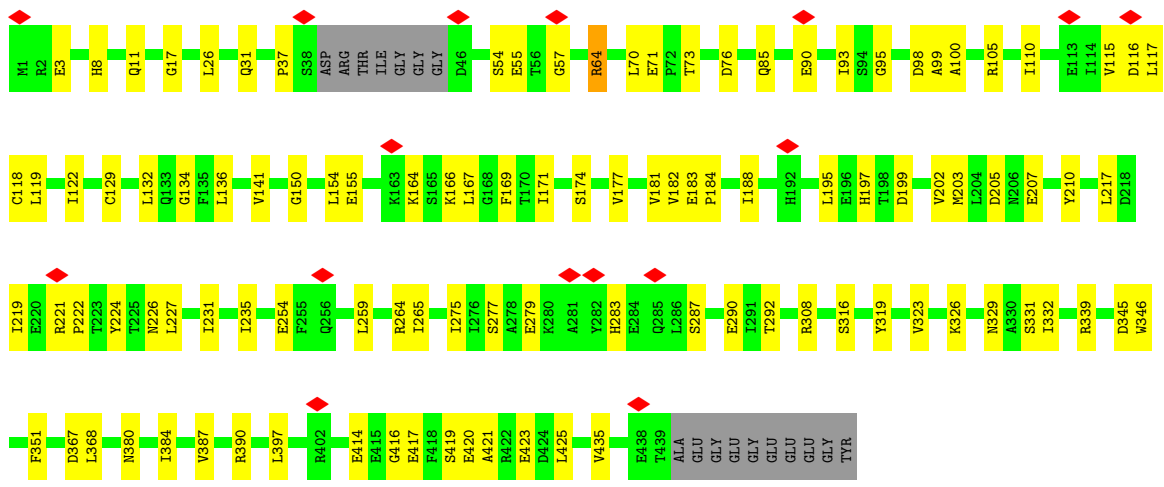 M1 R2 E3 H8 Q11 G17 L26 Q31 P37 S38 ASP ARG THR ILE GLY GLY GLY D46 S54 E55 T56 G57 R64 L70 E71 P72 T73 D76 Q85 E90 I93 S94 G95 D98 A99 A100 R105 I110 E113 I114 V115 D116 L117
C118 L119 I122 C129 L132 Q133 G134 F135 L136 V141 G150 L154 E155 K163 K164 S165 K166 L167 G168 F169 T170 I171 S174 V177 V181 V182 E183 P184 I188 H192 L195 E196 H197 T198 D199 V202 M203 L204 D205 N206 E207 Y210 L217 D218
I219 E220 R221 P222 T223 Y224 T225 N226 L227 I231 I235 E254 F255 Q256 L259 R264 I265 I275 I276 S277 A278 E279 K280 A281 Y282 H283 E284 Q285 L286 S287 E290 I291 T292 R308 S316 Y319 V323 K326 N329 A330 S331 I332 R339 D345 W346
F351 D367 L368 N380 I384 V387 R390 L397 R402 E414 E415 G416 E417 F418 S419 E420 A421 R422 E423 D424 L425 V435 E438 T439 ALA GLU GLY GLU GLY GLU GLU GLU GLY TYR